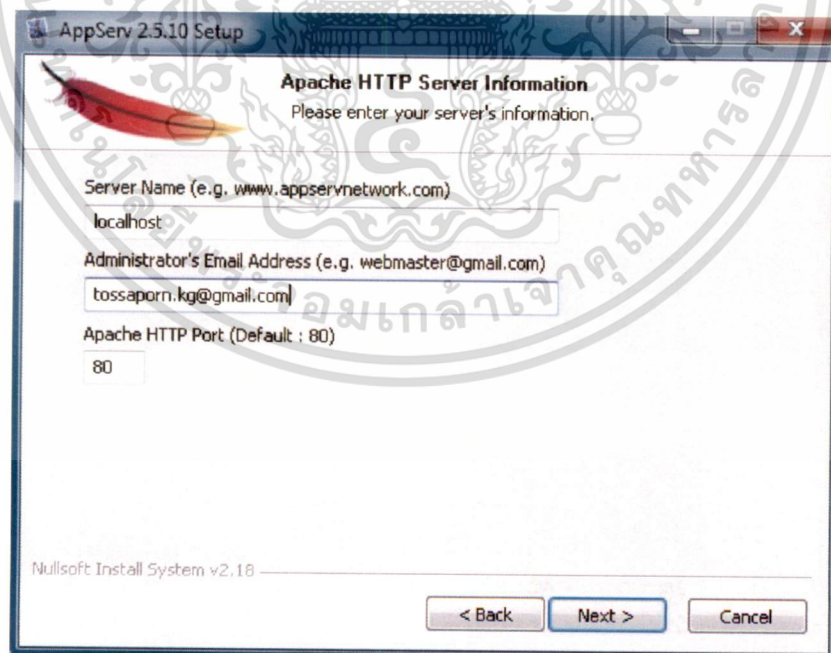 AppServ 2.5.10 Setup
Apache HTTP Server Information
Please enter your server's information.
Server Name (e.g. www.appservnetwork.com)
localhost
Administrator's Email Address (e.g. webmaster@gmail.com)
tossaporn.kg@gmail.com
Apache HTTP Port (Default : 80)
80
Nullsoft Install System v2.18
< Back
Next >
Cancel